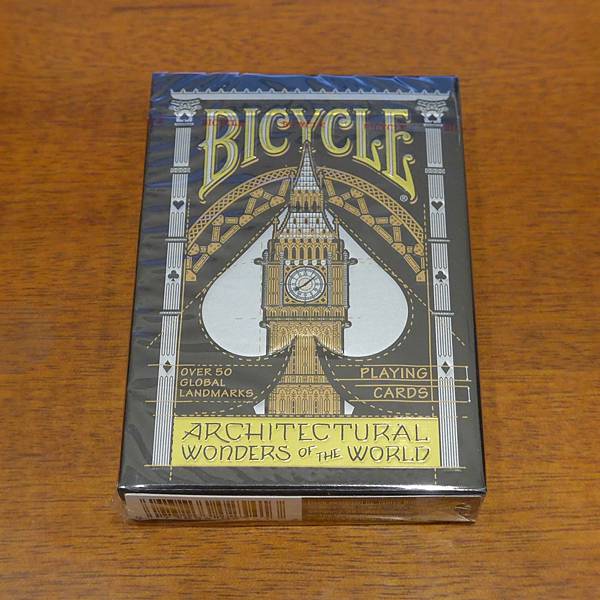 BICYCLE®
OVER 50
GLOBAL
LANDMARKS
PLAYING
CARDS
ARCHITECTURAL
WONDERS OF THE WORLD